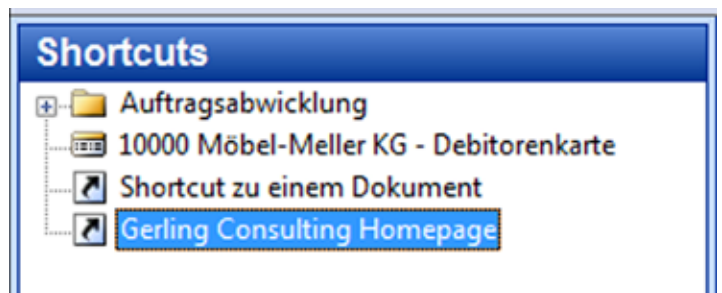 Shortcuts
Auftragsabwicklung
10000 Möbel-Meller KG - Debitorenkarte
Shortcut zu einem Dokument
Gerling Consulting Homepage